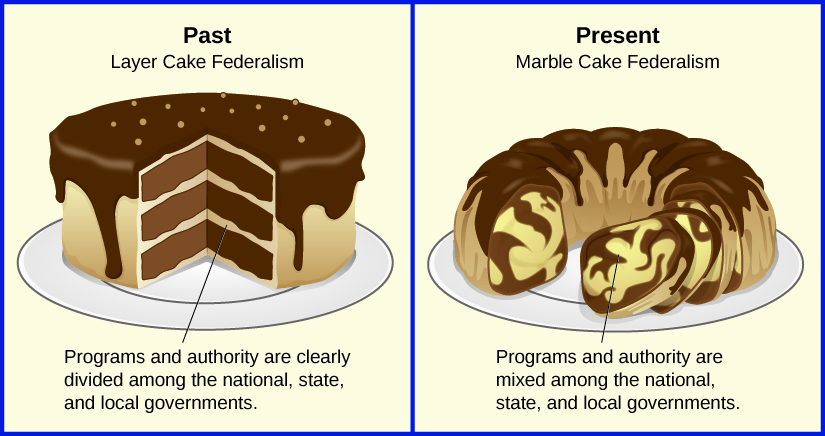 Past
Layer Cake Federalism
Programs and authority are clearly
divided among the national, state,
and local governments.
Present
Marble Cake Federalism
Programs and authority are
mixed among the national,
state, and local governments.